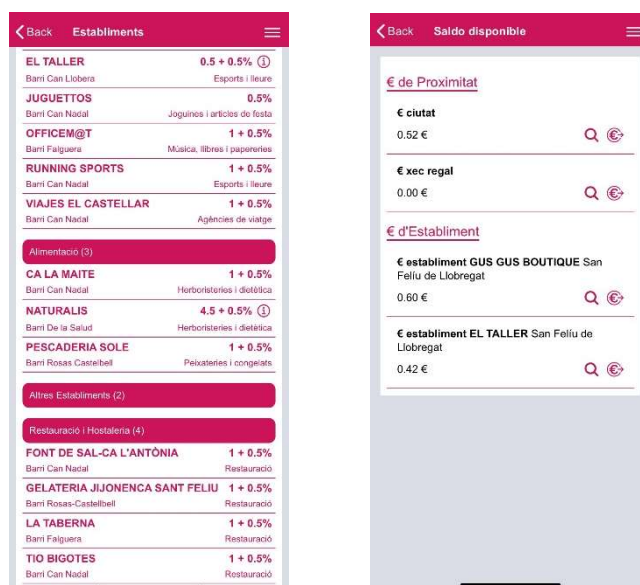 Back Establiments
EL TALLER 0.5 + 0.5%
Barri Can Llobera Esports i lleure
JUGUETTOS 0.5%
Barri Can Nadal Joguines i articles de festa
OFFICEM@T 1 + 0.5%
Barri Falguera Música, llibres i papereries
RUNNING SPORTS 1 + 0.5%
Barri Can Nadal Esports i lleure
VIAJES EL CASTELLAR 1 + 0.5%
Barri Can Nadal Agències de viatge
Alimentació (3)
CA LA MAITE 1 + 0.5%
Barri Can Nadal Herboristeries i dietètica
NATURALIS 4.5 + 0.5%
Barri De la Salud Herboristeries i dietètica
PESCADERIA SOLE 1 + 0.5%
Barri Rosas Castelbell Peixateries i congelats
Altres Establiments (2)
Restauració i Hostaleria (4)
FONT DE SAL-CA L'ANTÒNIA 1 + 0.5%
Barri Can Nadal Restauració
GELATERIA JIJONENCA SANT FELIU 1 + 0.5%
Barri Rosas-Castellbell Restauració
LA TABERNA 1 + 0.5%
Barri Falguera Restauració
TIO BIGOTES 1 + 0.5%
Barri Can Nadal Restauració
Back Saldo disponible
€ de Proximitat
€ ciutat
0.52 €
€ xec regal
0.00 €
€ d'Establiment
€ establiment GUS GUS BOUTIQUE San
Felíu de Llobregat
0.60 €
€ establiment EL TALLER San Felíu de
Llobregat
0.42 €